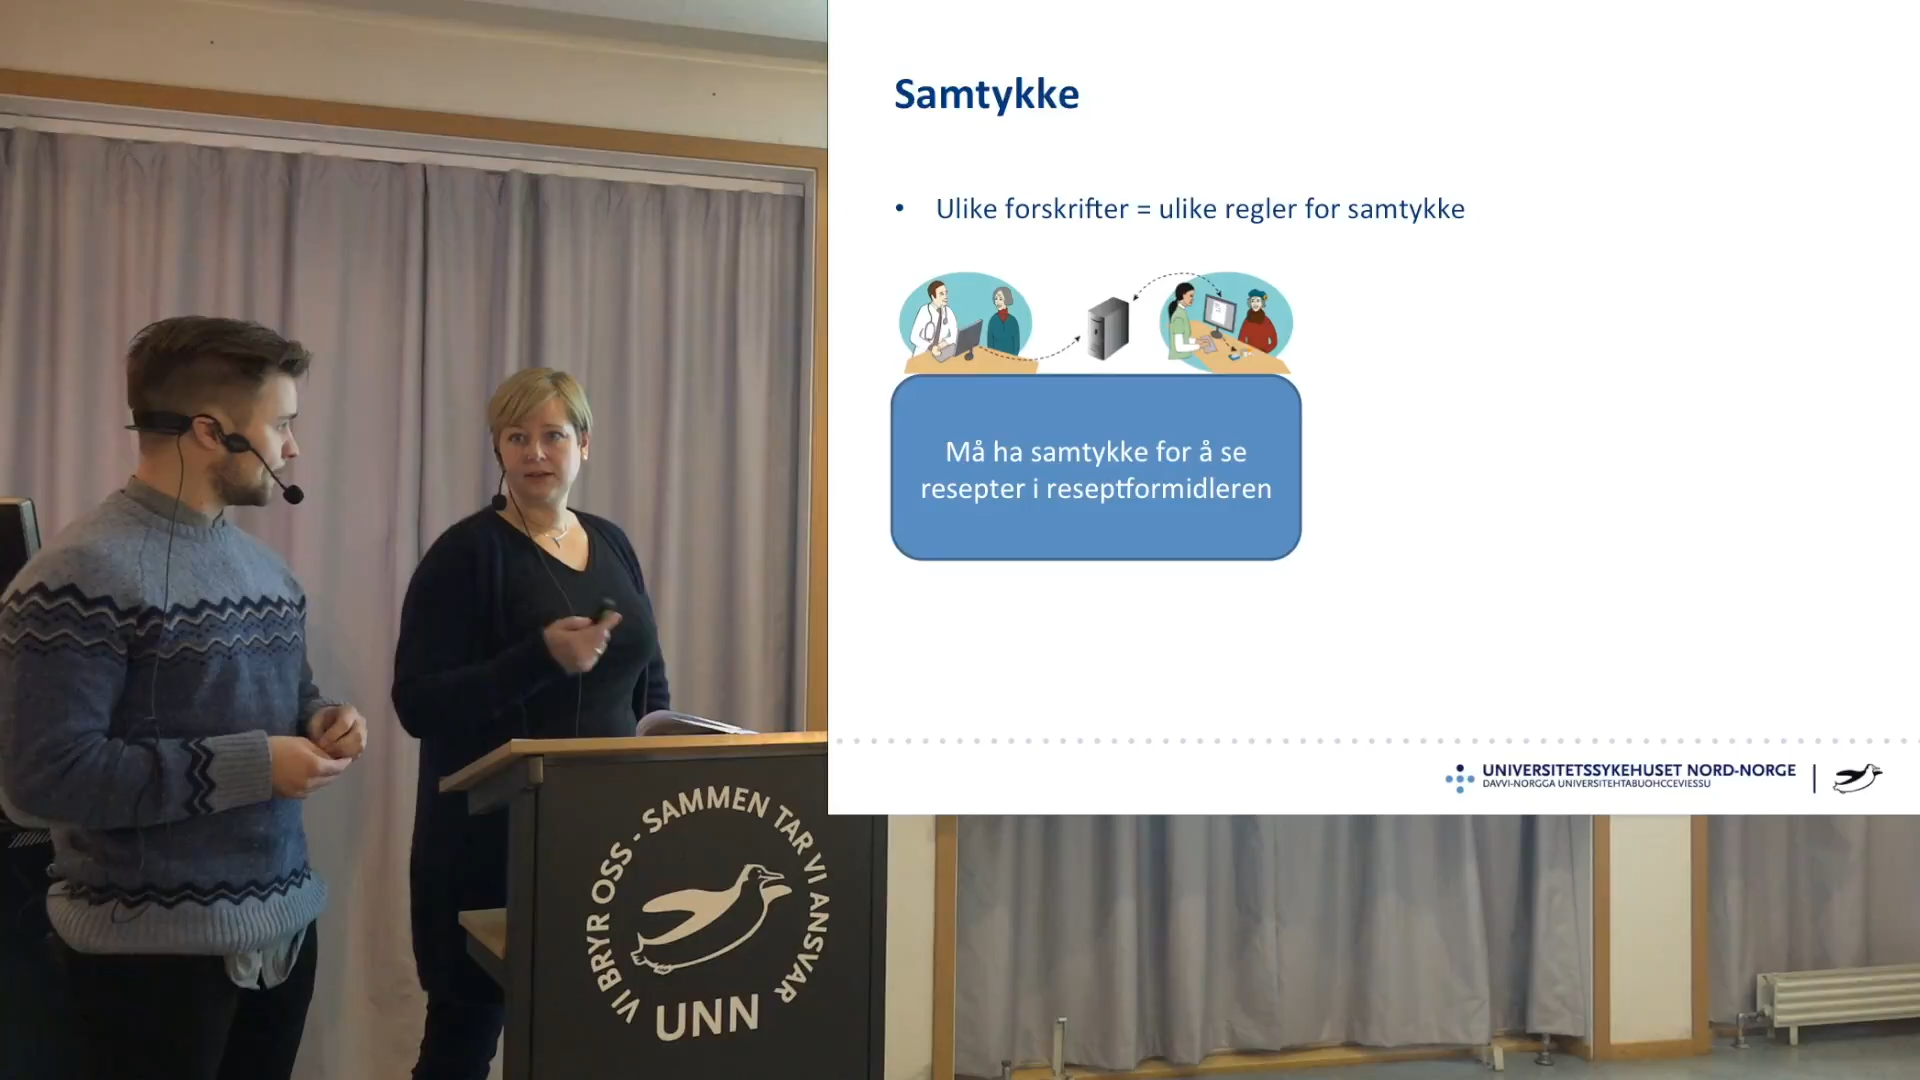 Samtykke
• Ulike forskrifter = ulike regler for samtykke
Må ha samtykke for å se
resepter i reseptformidleren
UNIVERSITETSSYKEHUSET NORD-NORGE
DAVVI-NORGGA UNIVERSITEHTABUOHCCEVIESSU
VI BRYR OSS - SAMMEN TAR VI ANSVAR
UNN